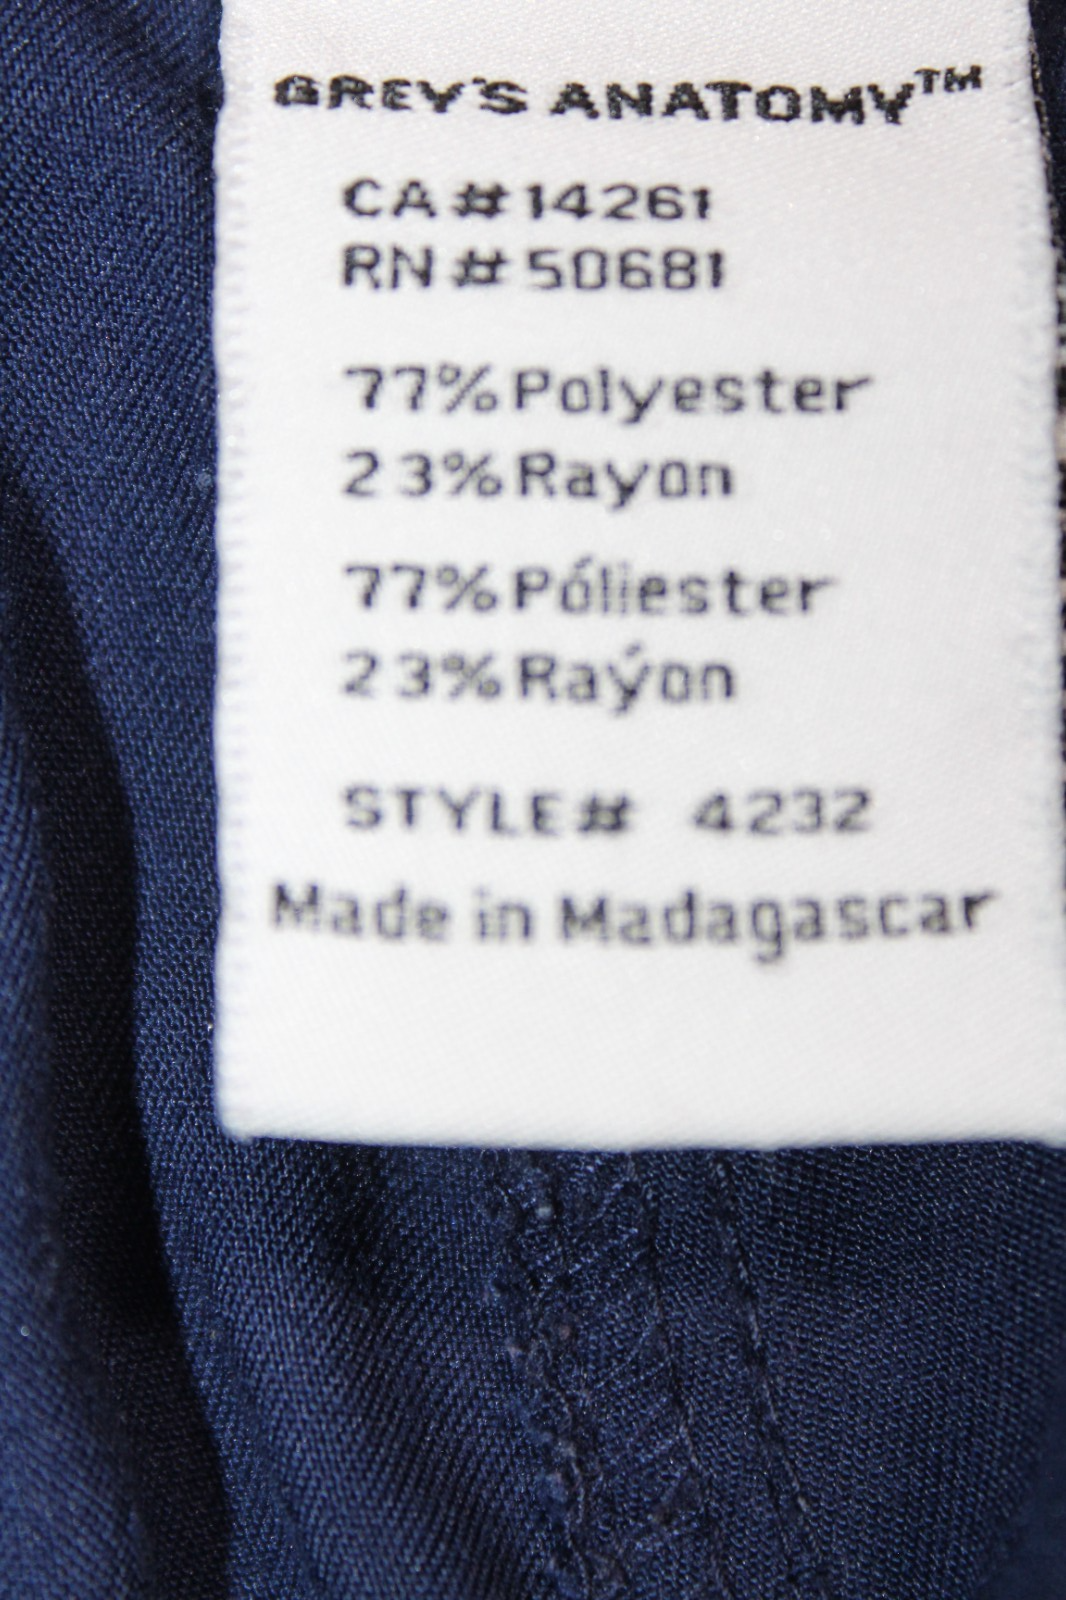 GREY'S ANATOMY™
CA#14261
RN#50681
77% Polyester
23% Rayon
77% Póliester
23% Raýon
STYLE# 4232
Made in Madagascar